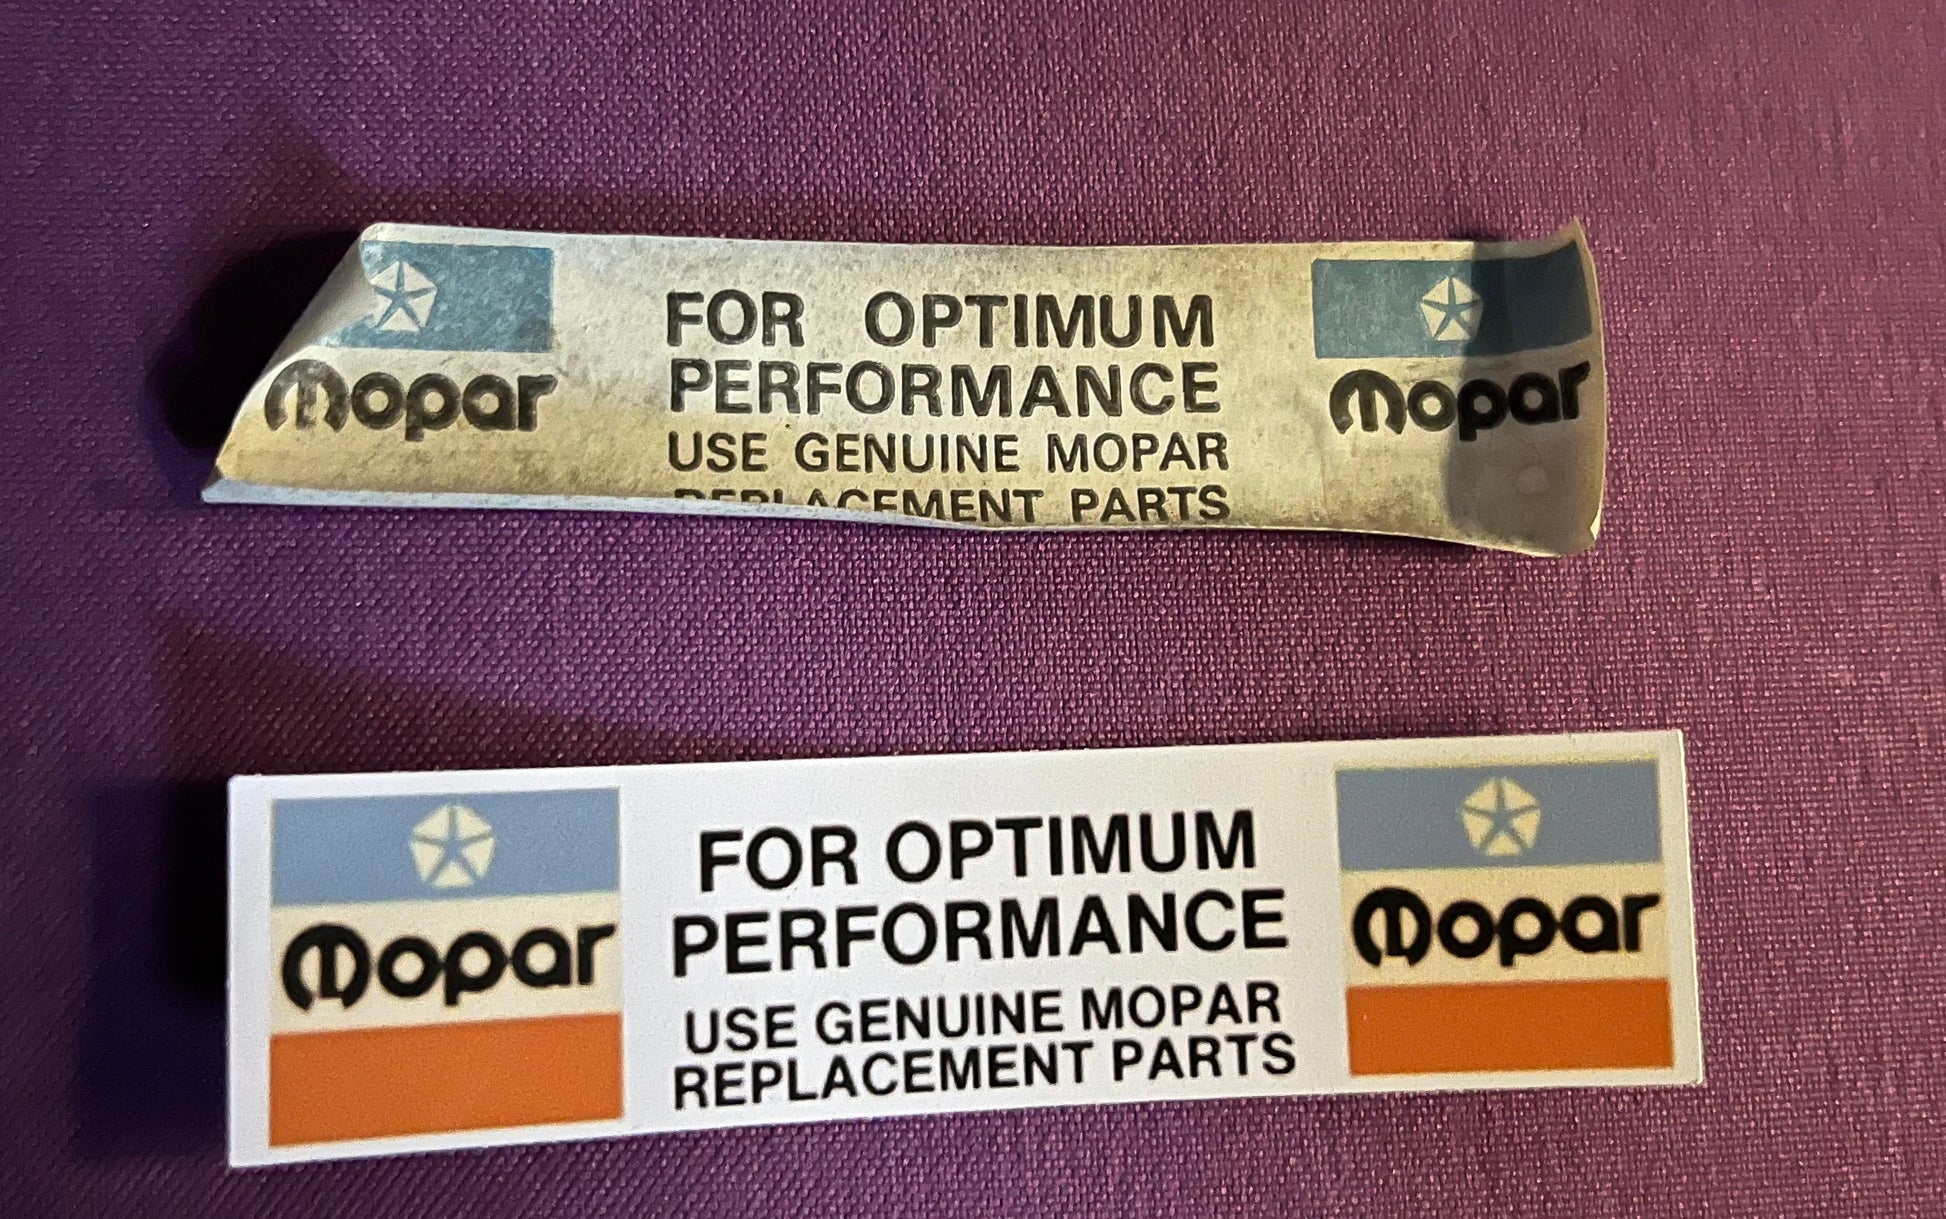 Mopar
FOR OPTIMUM
PERFORMANCE
USE GENUINE MOPAR
REPLACEMENT PARTS
Mopar
Mopar
FOR OPTIMUM
PERFORMANCE
USE GENUINE MOPAR
REPLACEMENT PARTS
Mopar